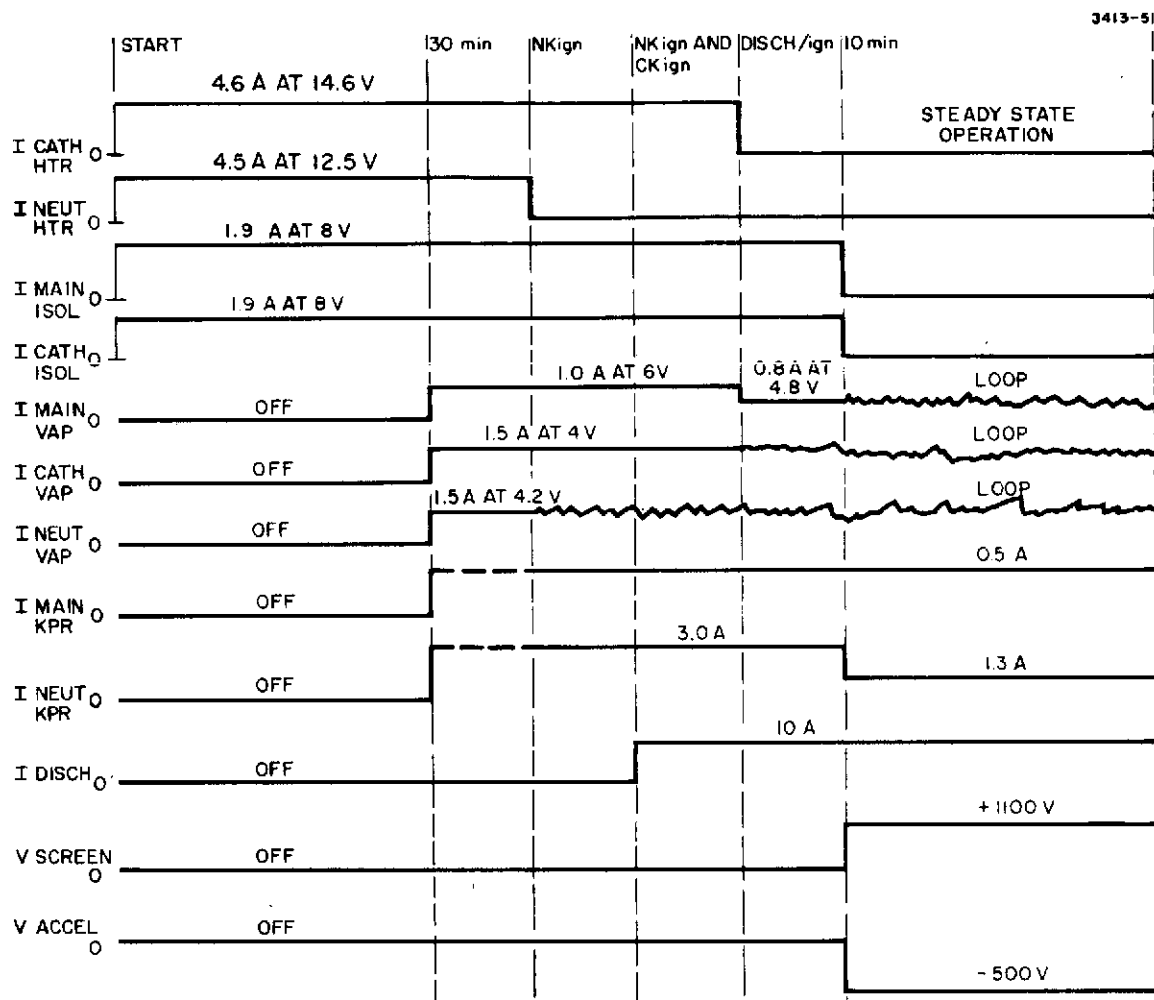 3413-51
START
30 min
NKign
NKign AND
CKign
DISCH/ign
10 min
4.6 A AT 14.6 V
STEADY STATE
OPERATION
I CATH
HTR
0
4.5 A AT 12.5 V
I NEUT
HTR
0
1.9 A AT 8 V
I MAIN
ISOL
0
1.9 A AT 8 V
I CATH
ISOL
0
1.0 A AT 6V
0.8 A AT
4.8 V
LOOP
I MAIN
VAP
0
OFF
1.5 A AT 4 V
LOOP
I CATH
VAP
0
OFF
1.5 A AT 4.2 V
LOOP
I NEUT
VAP
0
OFF
0.5 A
I MAIN
KPR
0
OFF
3.0 A
1.3 A
I NEUT
KPR
0
OFF
10 A
I DISCH
0
OFF
+1100 V
V SCREEN
0
OFF
V ACCEL
0
OFF
-500 V